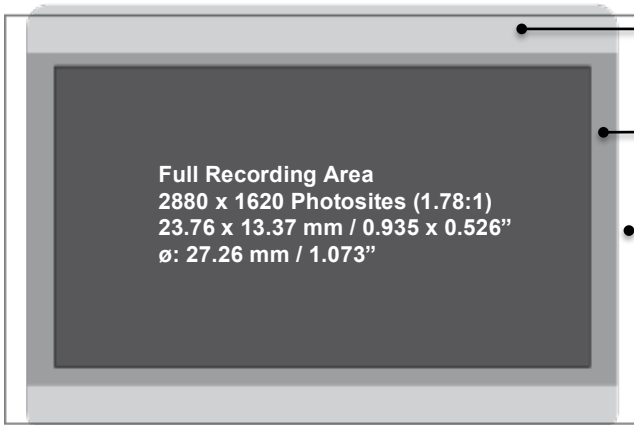 Full Recording Area
2880 x 1620 Photosites (1.78:1)
23.76 x 13.37 mm / 0.935 x 0.526”
ø: 27.26 mm / 1.073”